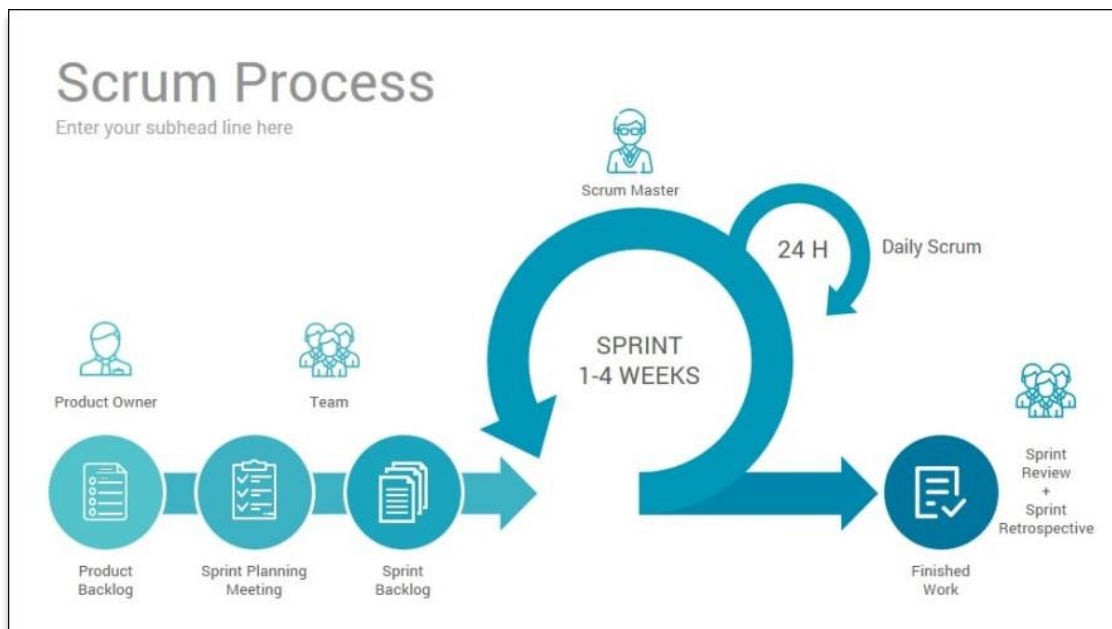 Scrum Process
Enter your subhead line here
Scrum Master
24 H
Daily Scrum
SPRINT
1-4 WEEKS
Product Owner
Team
Sprint
Review
+
Sprint
Retrospective
Product
Backlog
Sprint Planning
Meeting
Sprint
Backlog
Finished
Work